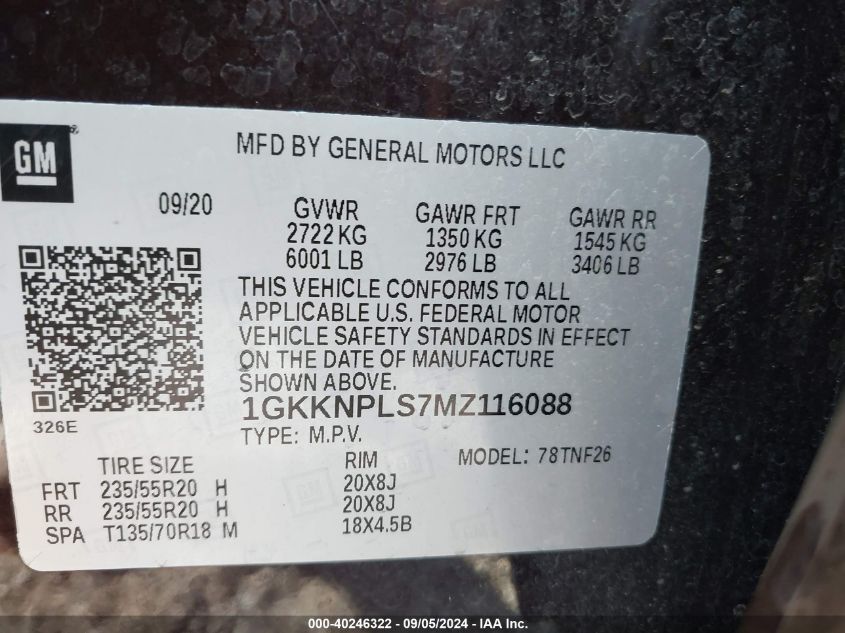 GM
MFD BY GENERAL MOTORS LLC
09/20
GVWR GAWR FRT GAWR RR
2722 KG 1350 KG 1545 KG
6001 LB 2976 LB 3406 LB
THIS VEHICLE CONFORMS TO ALL
APPLICABLE U.S. FEDERAL MOTOR
VEHICLE SAFETY STANDARDS IN EFFECT
ON THE DATE OF MANUFACTURE
SHOWN ABOVE.
1GKKNPLS7MZ116088
326E
TYPE: M.P.V.
MODEL: 78TNF26
TIRE SIZE RIM
FRT 235/55R20 H 20X8J
RR 235/55R20 H 20X8J
SPA T135/70R18 M 18X4.5B
000-40246322 - 09/05/2024 - IAA Inc.